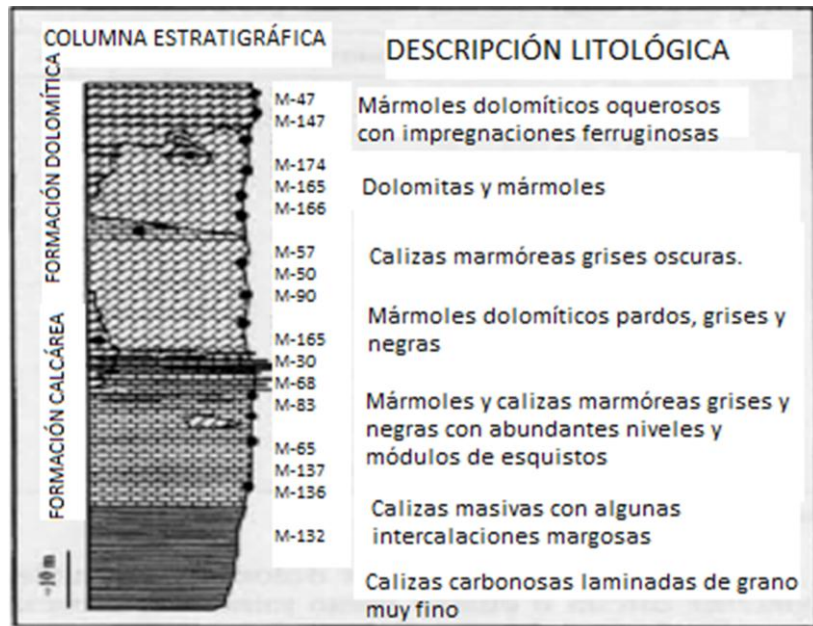 COLUMNA ESTRATIGRÁFICA
DESCRIPCIÓN LITOLÓGICA
FORMACIÓN DOLOMÍTICA
FORMACIÓN CALCÁREA
M-47
M-147
M-174
M-165
M-166
M-57
M-50
M-90
M-165
M-30
M-68
M-83
M-65
M-137
M-136
M-132
~10 m
Mármoles dolomíticos oquerosos
con impregnaciones ferruginosas
Dolomitas y mármoles
Calizas marmóreas grises oscuras.
Mármoles dolomíticos pardos, grises y
negras
Mármoles y calizas marmóreas grises y
negras con abundantes niveles y
módulos de esquistos
Calizas masivas con algunas
intercalaciones margosas
Calizas carbonosas laminadas de grano
muy fino